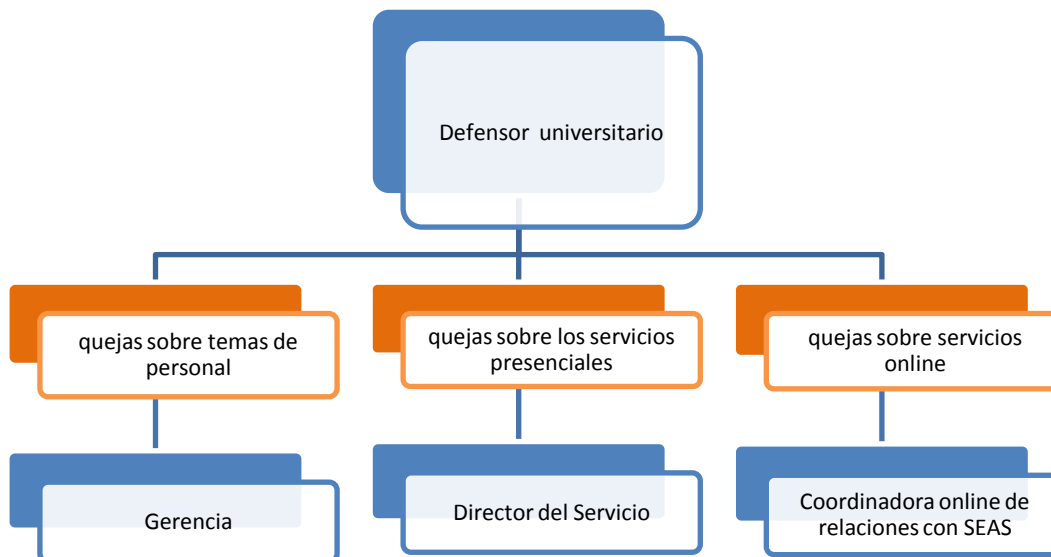 Defensor universitario
quejas sobre temas de
personal
quejas sobre los servicios
presenciales
quejas sobre servicios
online
Gerencia
Director del Servicio
Coordinadora online de
relaciones con SEAS